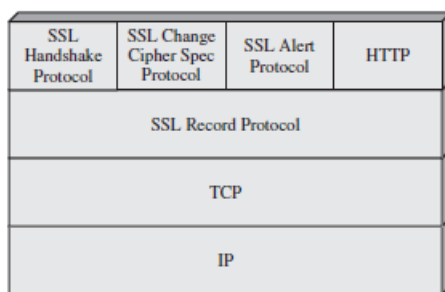 SSL
Handshake
Protocol
SSL Change
Cipher Spec
Protocol
SSL Alert
Protocol
HTTP
SSL Record Protocol
TCP
IP